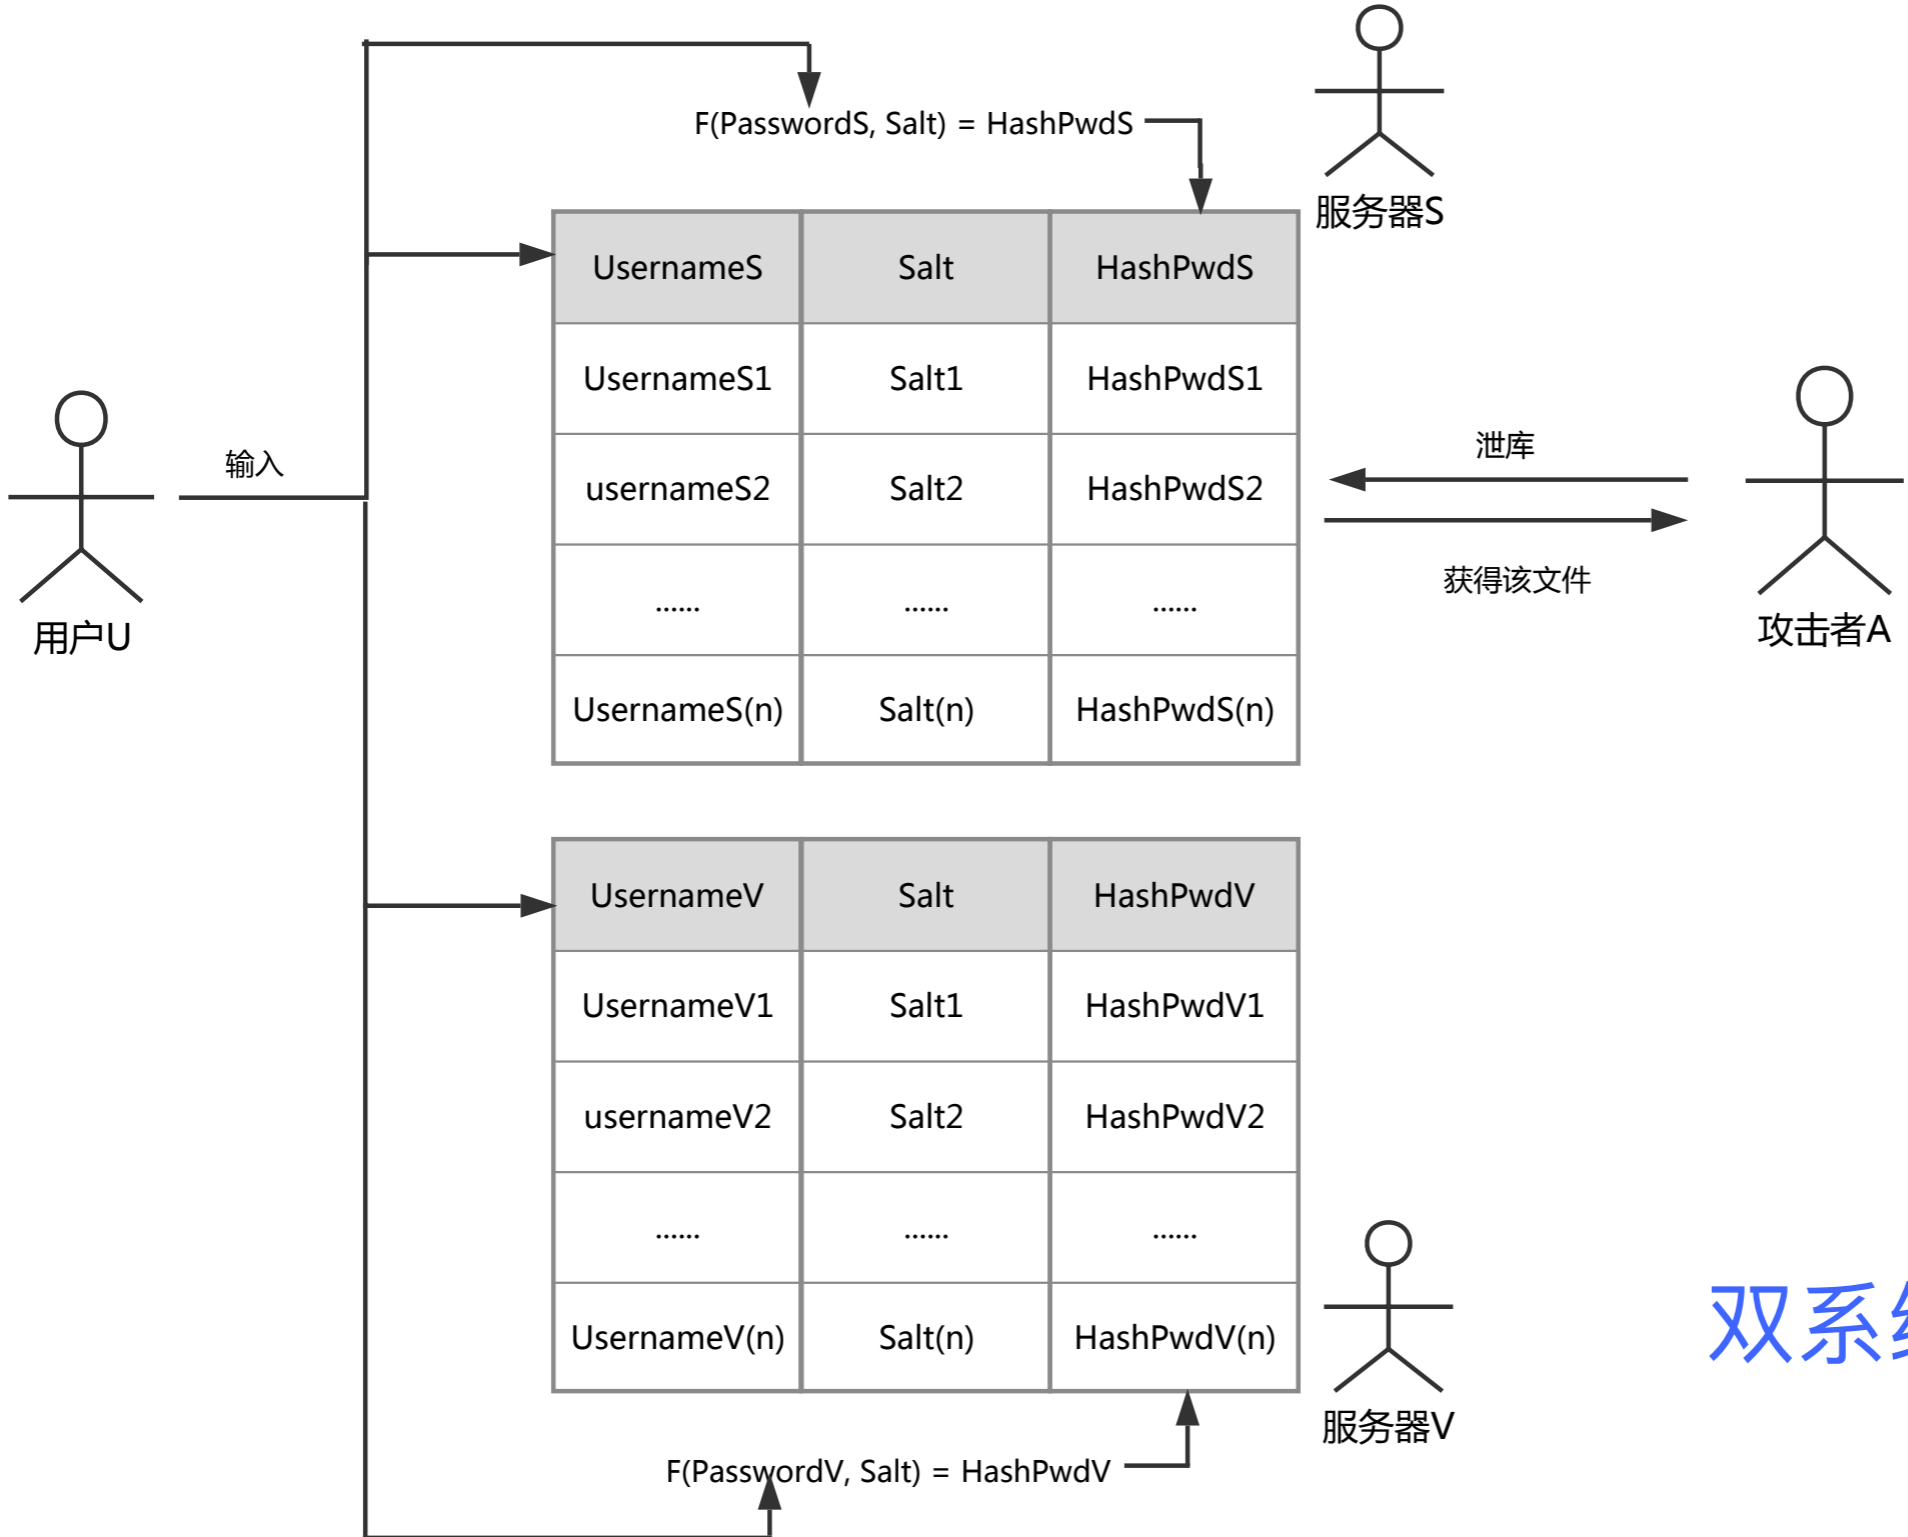 F(PasswordS, Salt) = HashPwdS
服务器S
UsernameS Salt HashPwdS
UsernameS1 Salt1 HashPwdS1
输入
usernameS2 Salt2 HashPwdS2
泄库
...... ...... ......
获得该文件
用户U
攻击者A
UsernameS(n) Salt(n) HashPwdS(n)
UsernameV Salt HashPwdV
UsernameV1 Salt1 HashPwdV1
usernameV2 Salt2 HashPwdV2
...... ...... ......
UsernameV(n) Salt(n) HashPwdV(n)
双系
服务器V
F(PasswordV, Salt) = HashPwdV